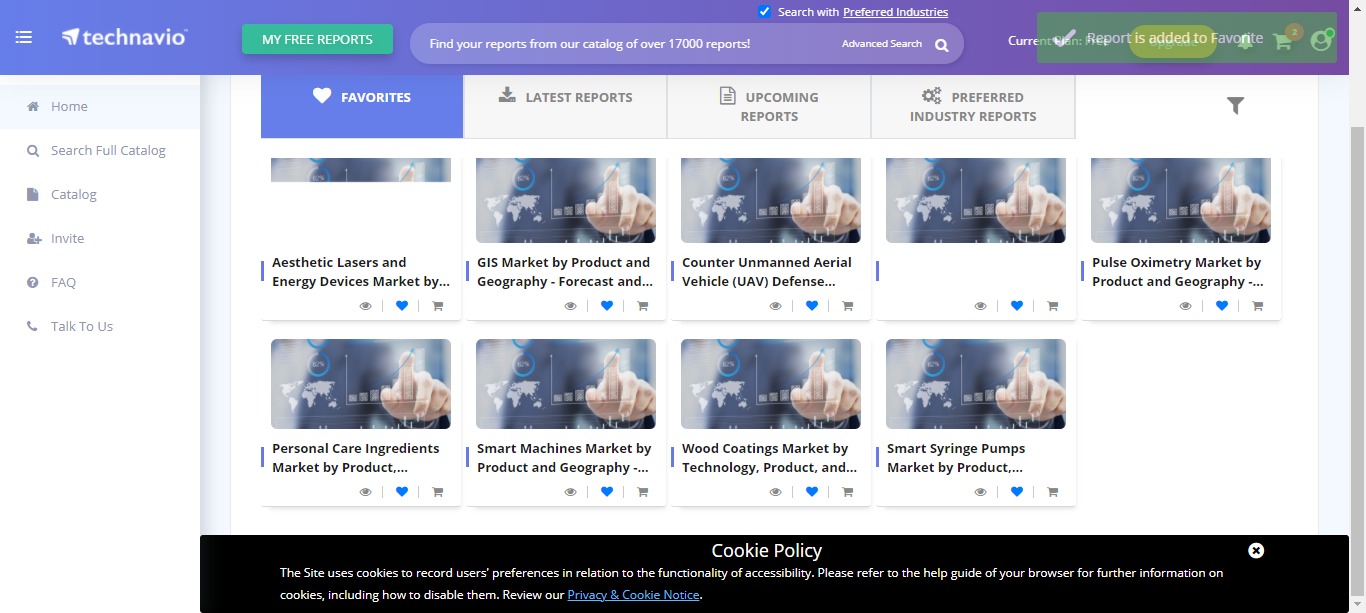 Search with Preferred Industries
technavio
MY FREE REPORTS
Find your reports from our catalog of over 17000 reports!
Advanced Search
Current Plan: Free
Upgrade
Report is added to Favorite
2
Home
Search Full Catalog
Catalog
Invite
FAQ
Talk To Us
FAVORITES
LATEST REPORTS
UPCOMING
REPORTS
PREFERRED
INDUSTRY REPORTS
Aesthetic Lasers and
Energy Devices Market by...
GIS Market by Product and
Geography - Forecast and...
Counter Unmanned Aerial
Vehicle (UAV) Defense...
Pulse Oximetry Market by
Product and Geography -...
Personal Care Ingredients
Market by Product,...
Smart Machines Market by
Product and Geography -...
Wood Coatings Market by
Technology, Product, and...
Smart Syringe Pumps
Market by Product,...
Cookie Policy
The Site uses cookies to record users' preferences in relation to the functionality of accessibility. Please refer to the help guide of your browser for further information on
cookies, including how to disable them. Review our Privacy & Cookie Notice.